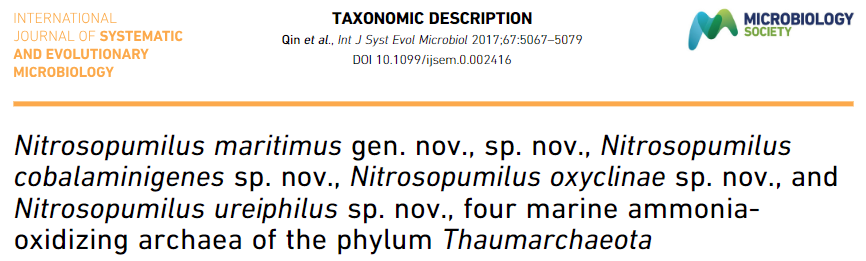 INTERNATIONAL
JOURNAL OF SYSTEMATIC
AND EVOLUTIONARY
MICROBIOLOGY
TAXONOMIC DESCRIPTION
Qin et al., Int J Syst Evol Microbiol 2017;67:5067–5079
DOI 10.1099/ijsem.0.002416
MICROBIOLOGY
SOCIETY
Nitrosopumilus maritimus gen. nov., sp. nov., Nitrosopumilus
cobalaminigenes sp. nov., Nitrosopumilus oxyclinae sp. nov., and
Nitrosopumilus ureiphilus sp. nov., four marine ammonia-
oxidizing archaea of the phylum Thaumarchaeota